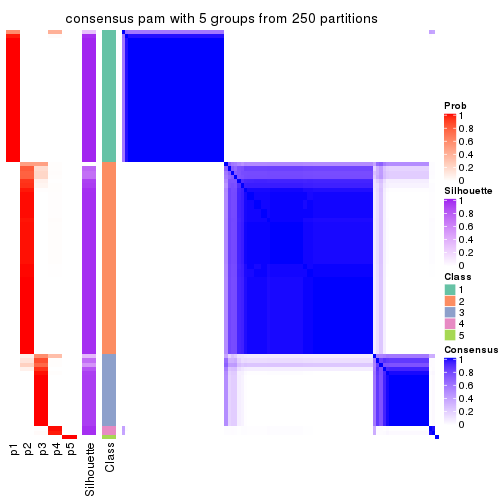 consensus pam with 5 groups from 250 partitions
Prob
1
0.8
0.6
0.4
0.2
0
Silhouette
1
0.8
0.6
0.4
0.2
0
Class
1
2
3
4
5
Consensus
1
0.8
0.6
0.4
0.2
0
p1
p2
p3
p4
p5
Silhouette
Class